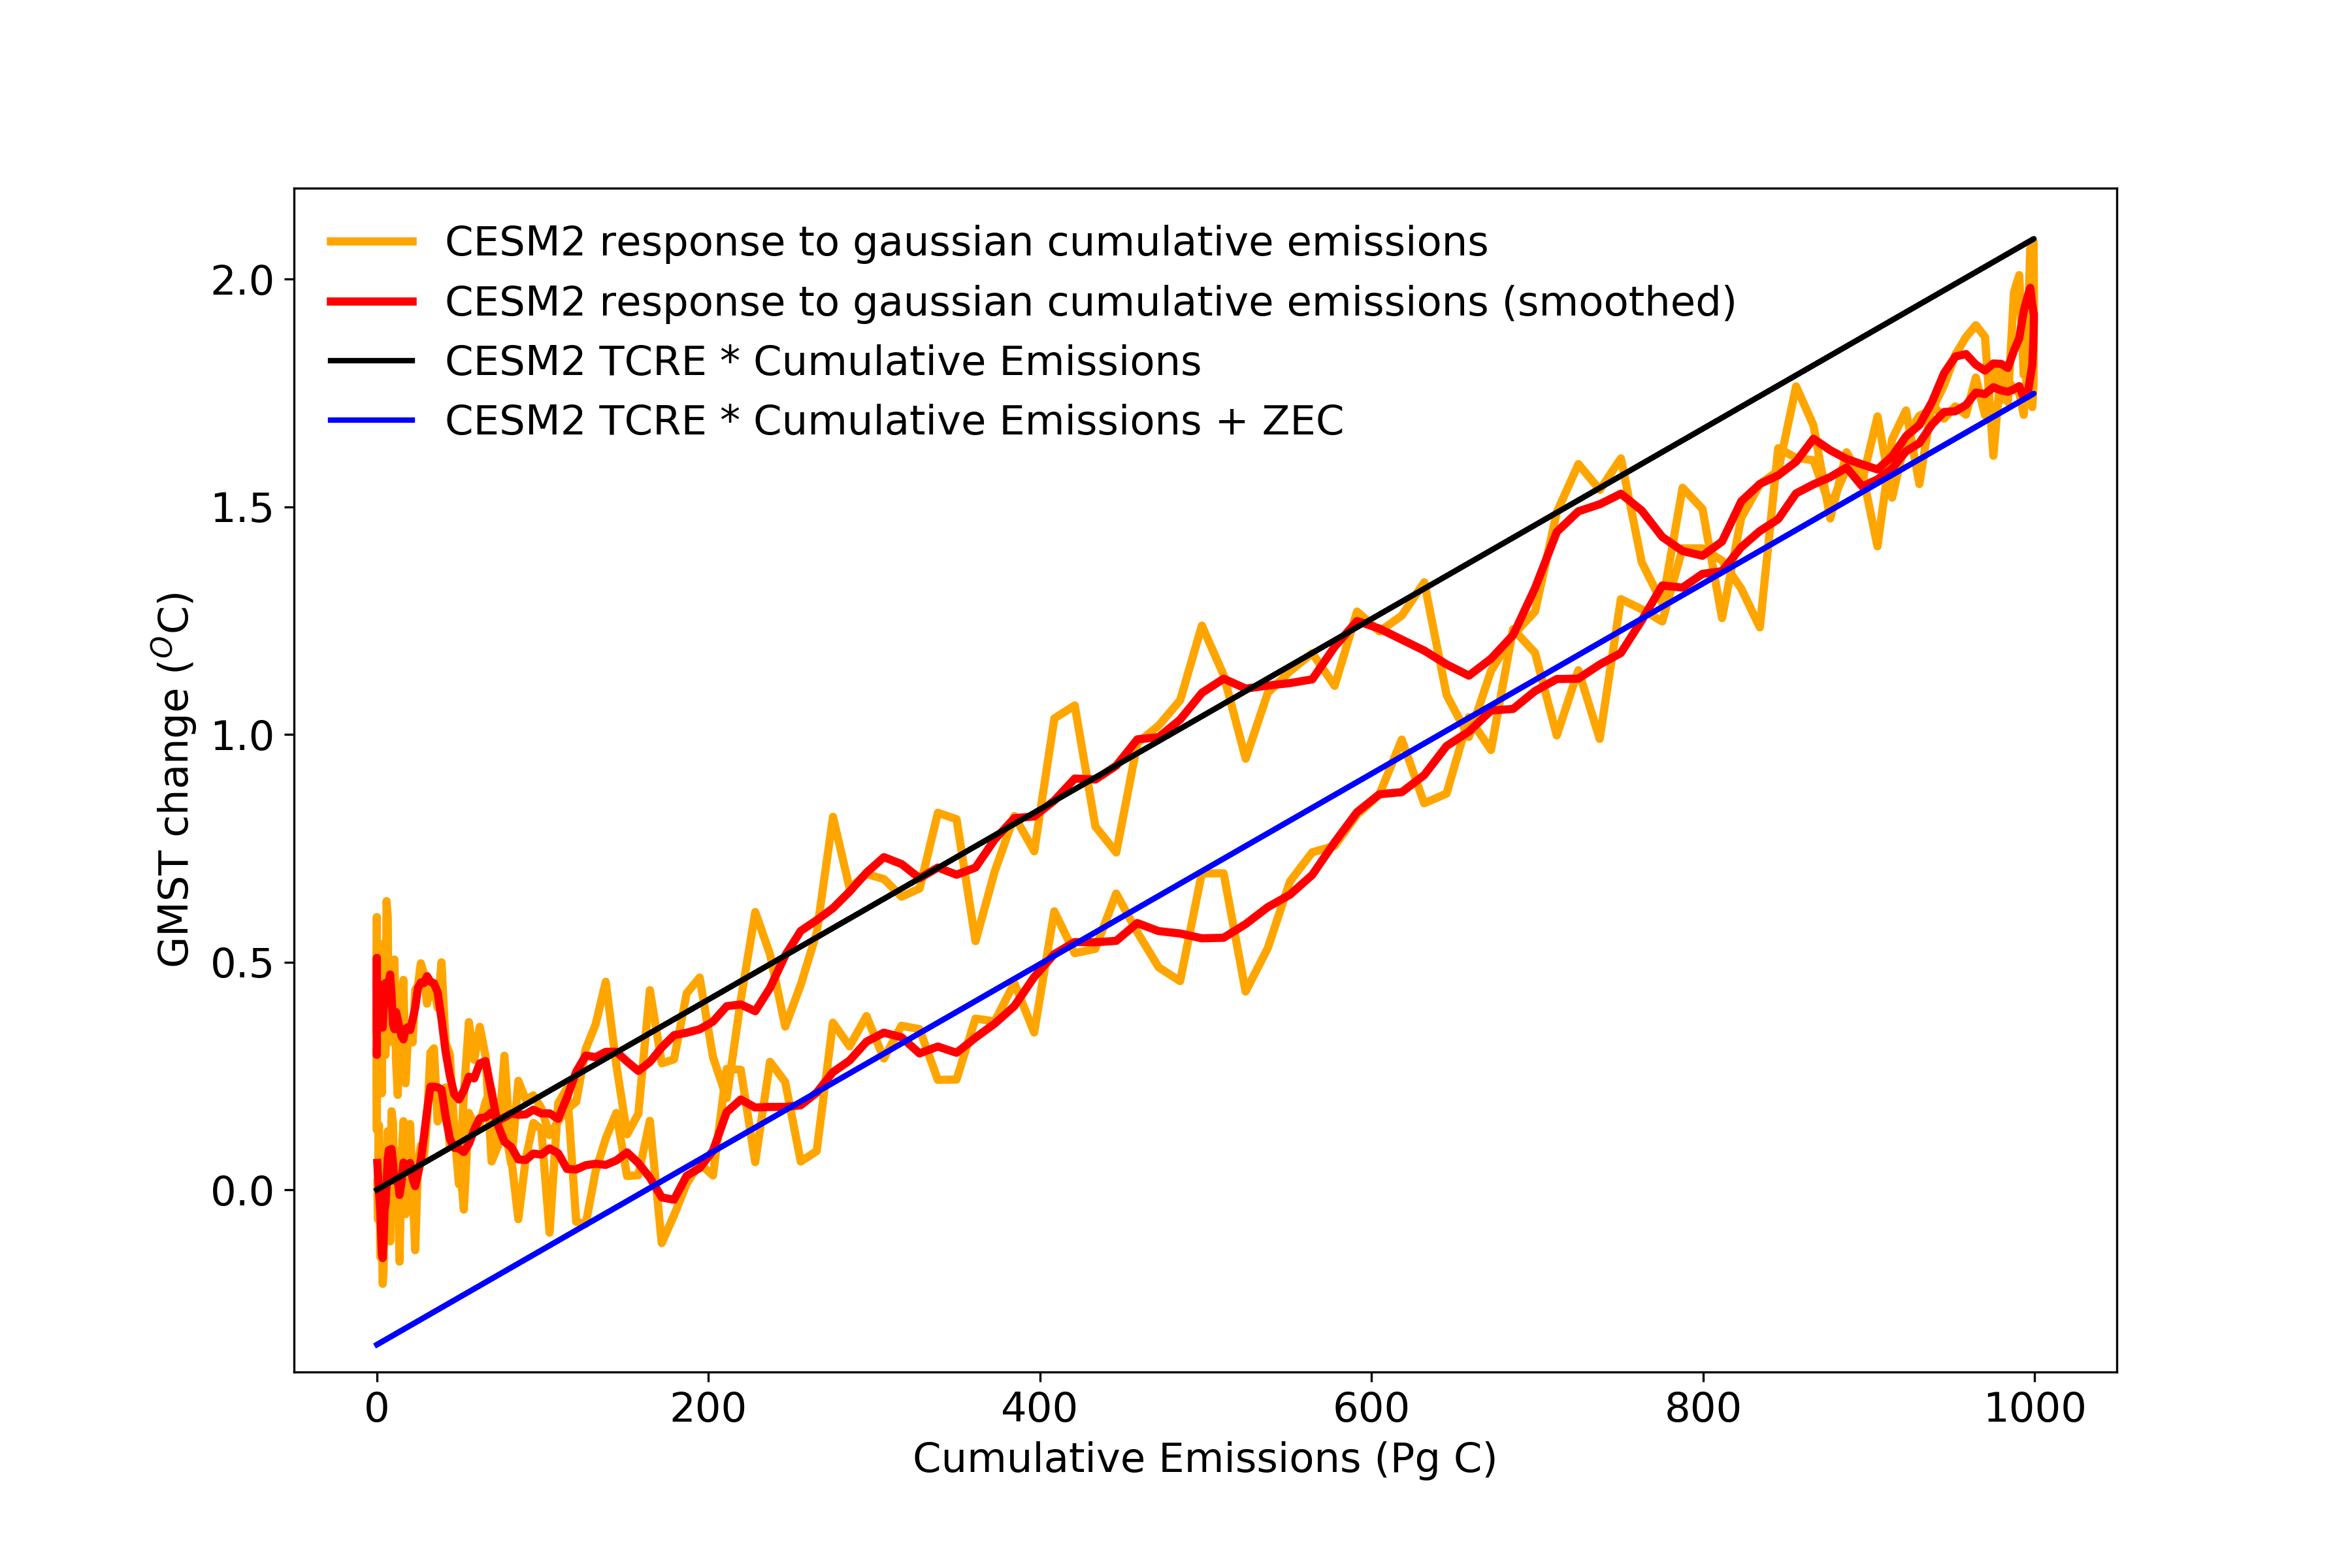 CESM2 response to gaussian cumulative emissions
CESM2 response to gaussian cumulative emissions (smoothed)
CESM2 TCRE * Cumulative Emissions
CESM2 TCRE * Cumulative Emissions + ZEC
2.0
1.5
1.0
0.5
0.0
GMST change (°C)
0 200 400 600 800 1000
Cumulative Emissions (Pg C)